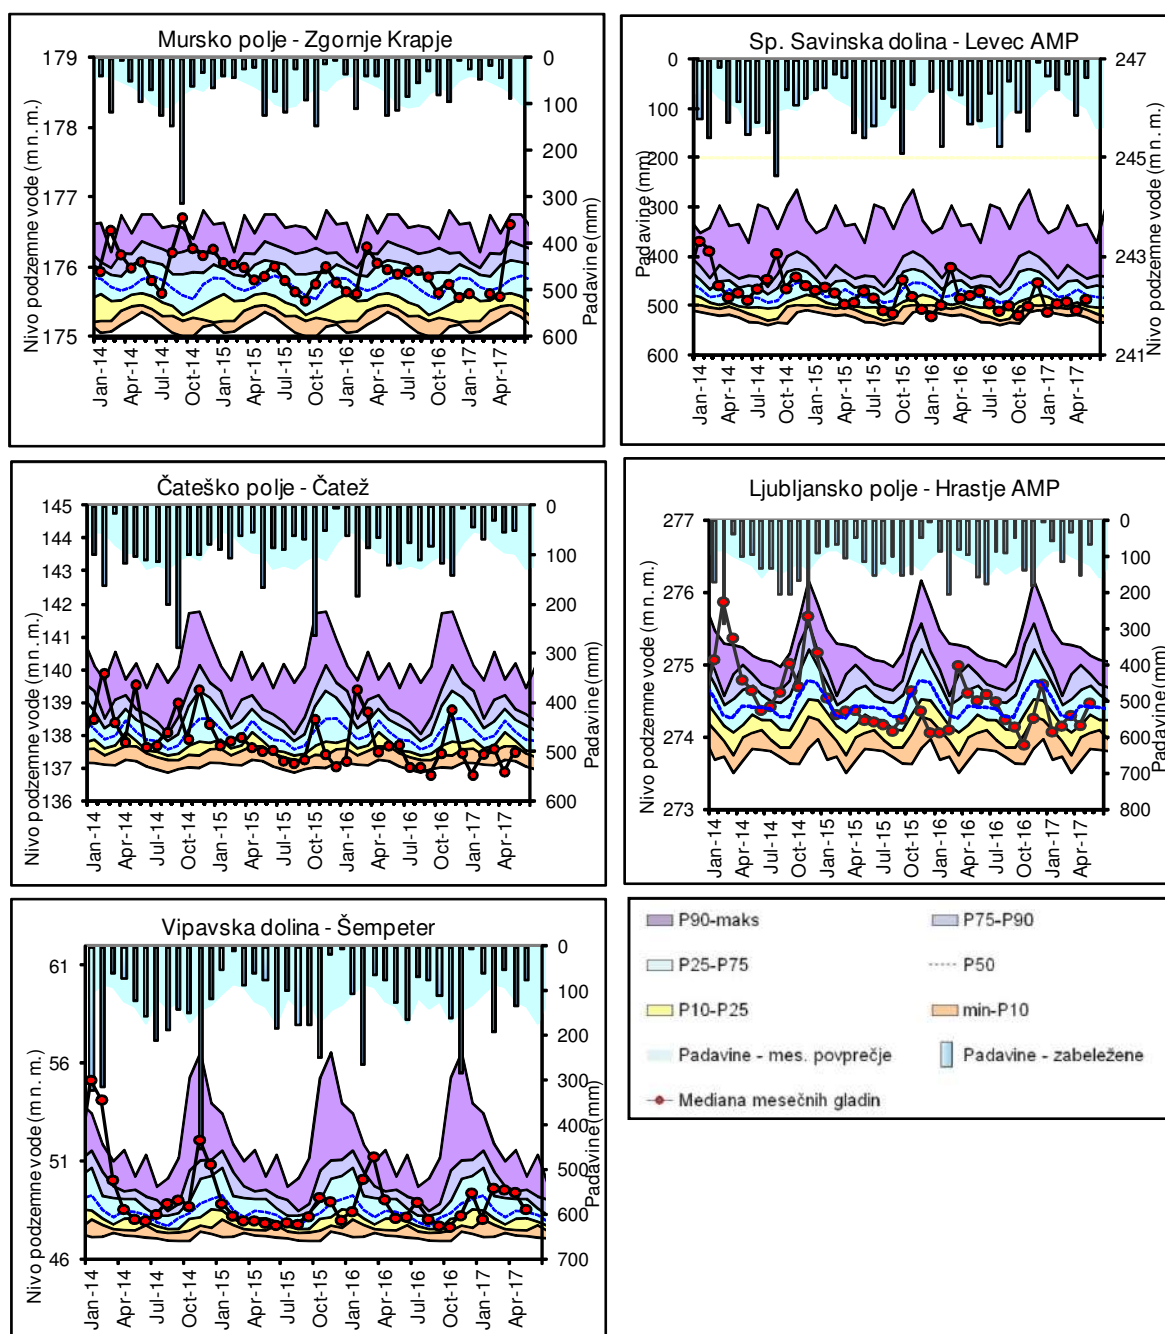 Mursko polje - Zgornje Krapje
Nivo podzemne vode (m n. m.)
179
178
177
176
175
0
100
200
300
400
500
600
Padavine (mm)
Jan-14
Apr-14
Jul-14
Oct-14
Jan-15
Apr-15
Jul-15
Oct-15
Jan-16
Apr-16
Jul-16
Oct-16
Jan-17
Apr-17
Sp. Savinska dolina - Levec AMP
Padavine (mm)
0
100
200
300
400
500
600
247
245
243
241
Nivo podzemne vode (m n. m.)
Jan-14
Apr-14
Jul-14
Oct-14
Jan-15
Apr-15
Jul-15
Oct-15
Jan-16
Apr-16
Jul-16
Oct-16
Jan-17
Apr-17
Čateško polje - Čatež
Nivo podzemne vode (m n. m.)
145
144
143
142
141
140
139
138
137
136
0
100
200
300
400
500
600
Padavine (mm)
Jan-14
Apr-14
Jul-14
Oct-14
Jan-15
Apr-15
Jul-15
Oct-15
Jan-16
Apr-16
Jul-16
Oct-16
Jan-17
Apr-17
Ljubljansko polje - Hrastje AMP
Nivo podzemne vode (m n. m.)
277
276
275
274
273
0
100
200
300
400
500
600
700
800
Padavine (mm)
Jan-14
Apr-14
Jul-14
Oct-14
Jan-15
Apr-15
Jul-15
Oct-15
Jan-16
Apr-16
Jul-16
Oct-16
Jan-17
Apr-17
Vipavska dolina - Šempeter
Nivo podzemne vode (m n. m.)
61
56
51
46
0
100
200
300
400
500
600
700
Padavine (mm)
Jan-14
Apr-14
Jul-14
Oct-14
Jan-15
Apr-15
Jul-15
Oct-15
Jan-16
Apr-16
Jul-16
Oct-16
Jan-17
Apr-17
P90-maks
P75-P90
P25-P75
P50
P10-P25
min-P10
Padavine - mes. povprečje
Padavine - zabeležene
Mediana mesečnih gladin